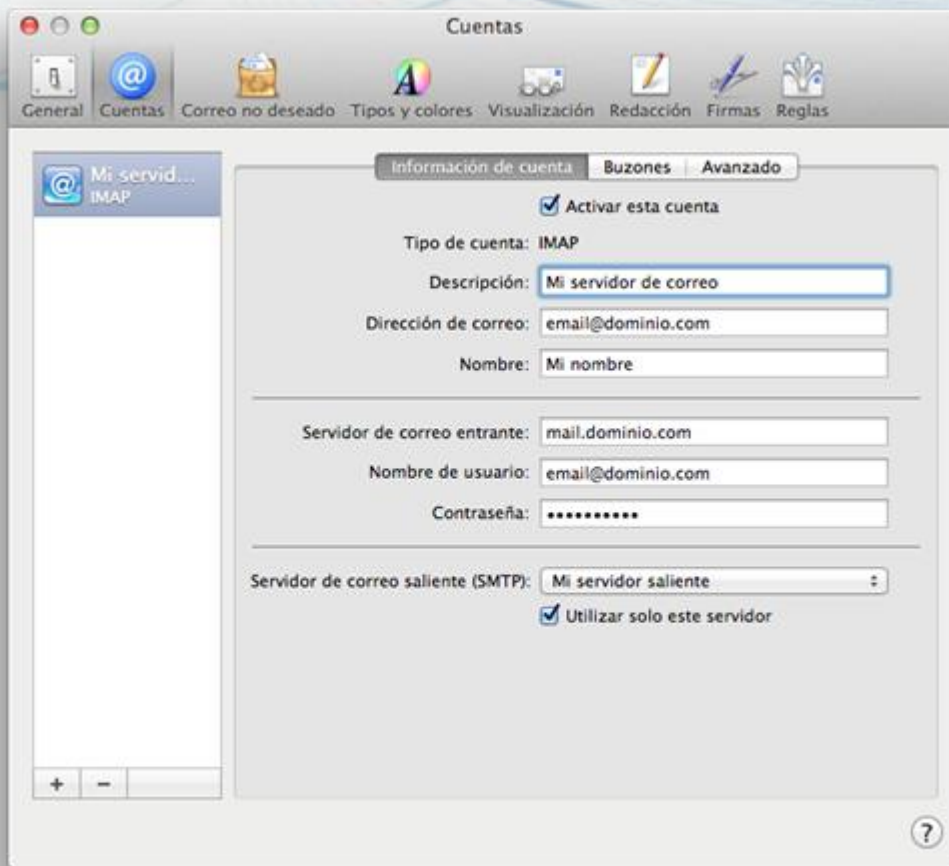 Cuentas
General Cuentas Correo no deseado Tipos y colores Visualización Redacción Firmas Reglas
Mi servid...
IMAP
Información de cuenta Buzones Avanzado
Activar esta cuenta
Tipo de cuenta: IMAP
Descripción: Mi servidor de correo
Dirección de correo: email@dominio.com
Nombre: Mi nombre
Servidor de correo entrante: mail.dominio.com
Nombre de usuario: email@dominio.com
Contraseña: ••••••••••
Servidor de correo saliente (SMTP): Mi servidor saliente
Utilizar solo este servidor
+ −
?